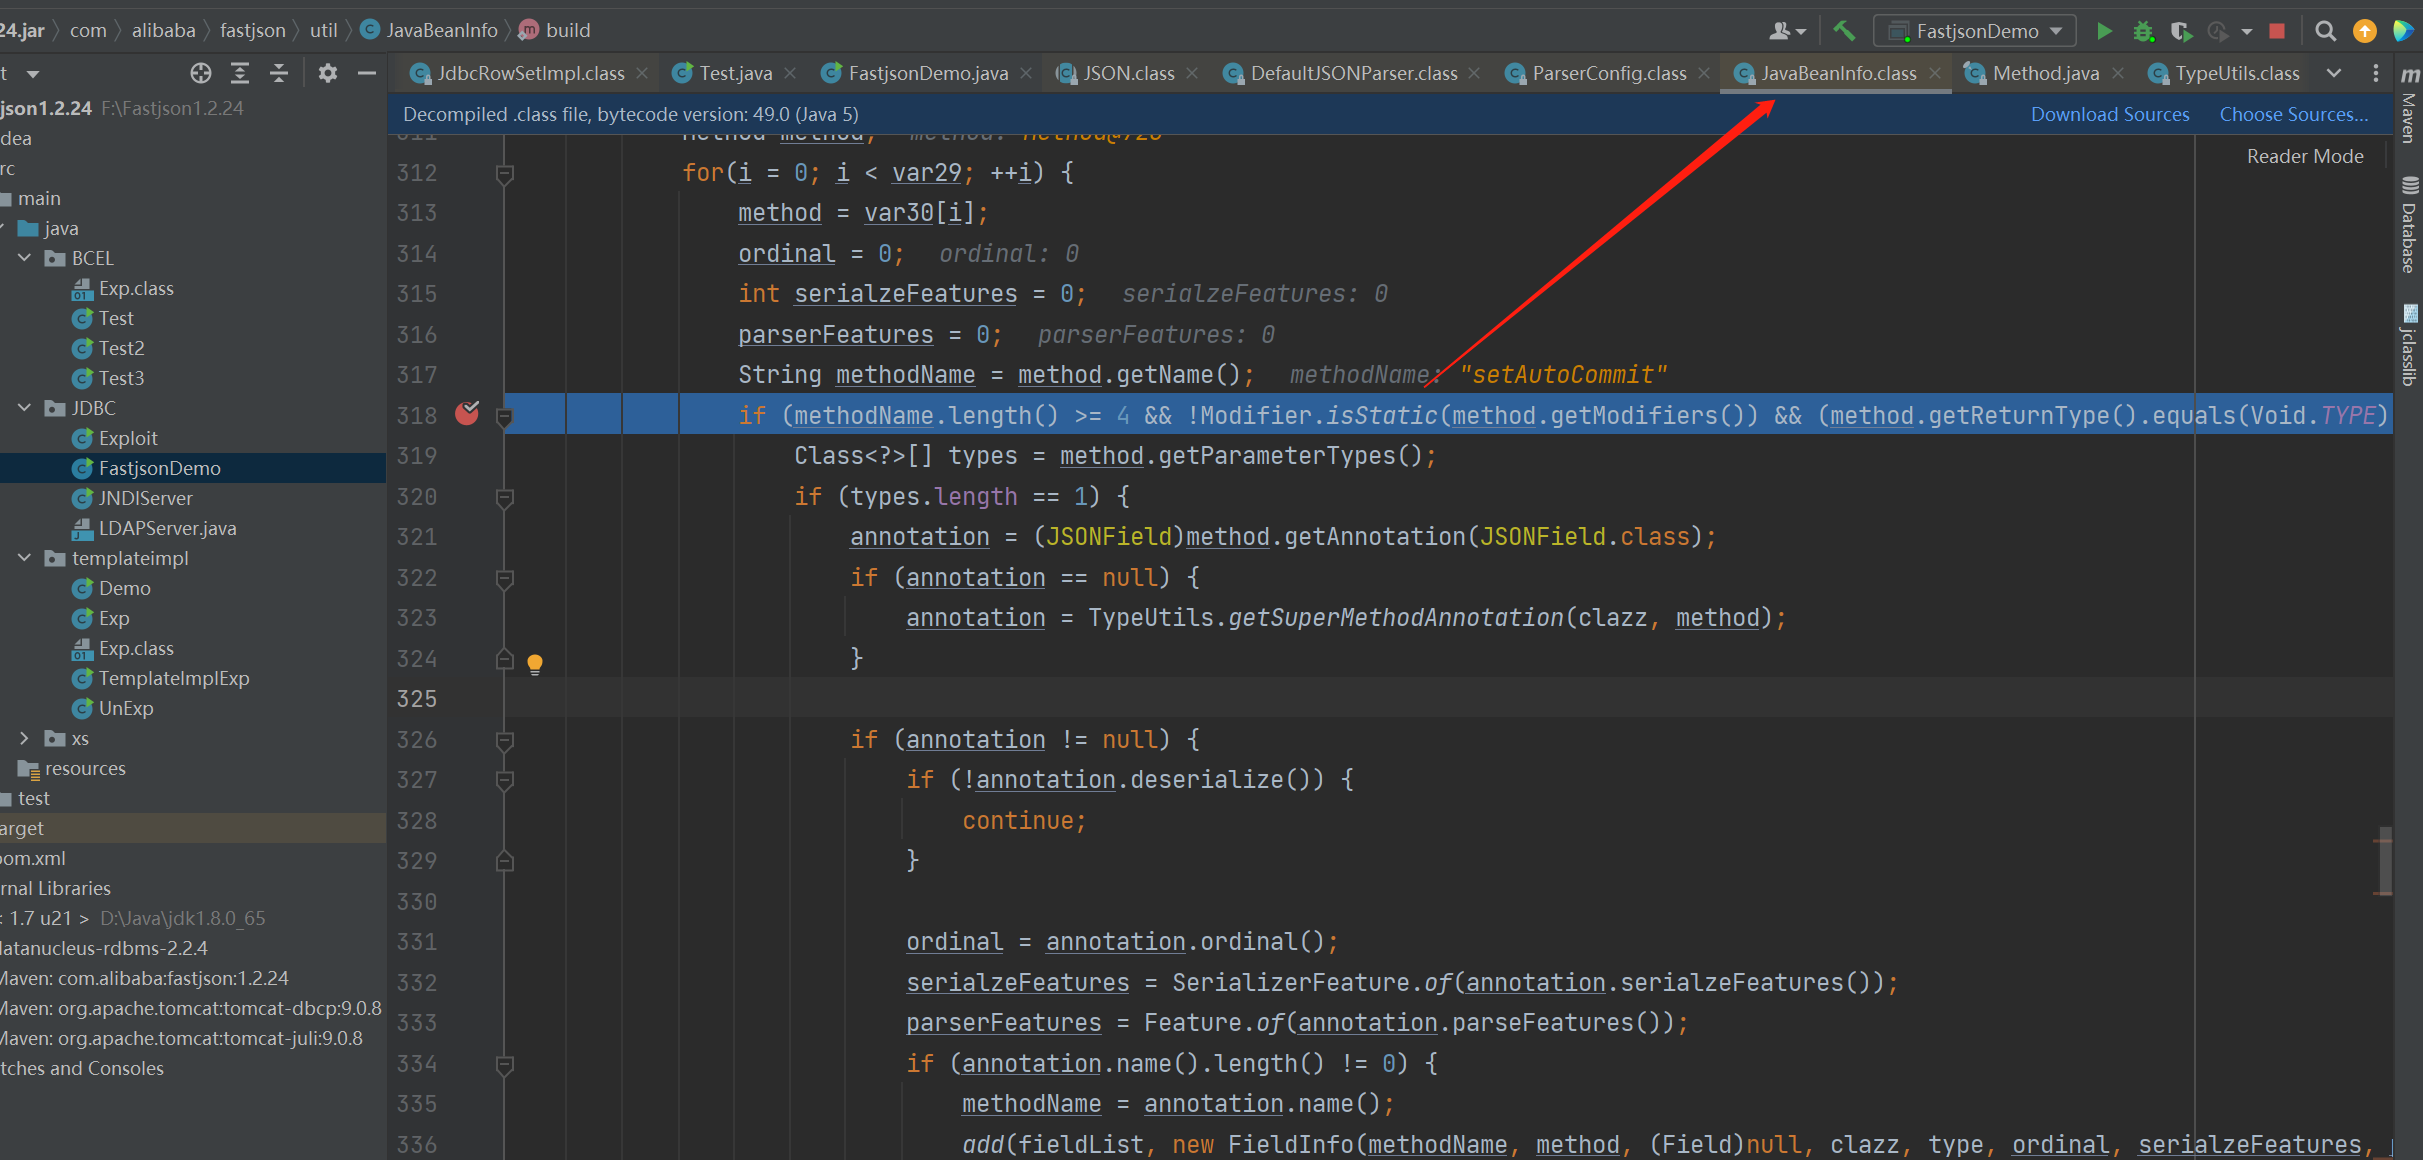 24.jar com alibaba fastjson util JavaBeanInfo build FastjsonDemo
JdbcRowSetImpl.class Test.java FastjsonDemo.java JSON.class DefaultJSONParser.class ParserConfig.class JavaBeanInfo.class Method.java TypeUtils.class
Decompiled .class file, bytecode version: 49.0 (Java 5) Download Sources Choose Sources...
Reader Mode
json1.2.24 F:\Fastjson1.2.24
dea
rc
main
java
BCEL
Exp.class
Test
Test2
Test3
JDBC
Exploit
FastjsonDemo
JNDIServer
LDAPServer.java
templateimpl
Demo
Exp
Exp.class
TemplateImplExp
UnExp
xs
resources
test
arget
pom.xml
rnal Libraries
: 1.7 u21 > D:\Java\jdk1.8.0_65
latanucleus-rdbms-2.2.4
Maven: com.alibaba:fastjson:1.2.24
Maven: org.apache.tomcat:tomcat-dbcp:9.0.8
Maven: org.apache.tomcat:tomcat-juli:9.0.8
tches and Consoles
312 for(i = 0; i < var29; ++i) {
313 method = var30[i];
314 ordinal = 0; ordinal: 0
315 int serialzeFeatures = 0; serialzeFeatures: 0
316 parserFeatures = 0; parserFeatures: 0
317 String methodName = method.getName(); methodName: "setAutoCommit"
318 if (methodName.length() >= 4 && !Modifier.isStatic(method.getModifiers()) && (method.getReturnType().equals(Void.TYPE)
319 Class<?>[] types = method.getParameterTypes();
320 if (types.length == 1) {
321 annotation = (JSONField)method.getAnnotation(JSONField.class);
322 if (annotation == null) {
323 annotation = TypeUtils.getSuperMethodAnnotation(clazz, method);
324 }
325
326 if (annotation != null) {
327 if (!annotation.deserialize()) {
328 continue;
329 }
330
331 ordinal = annotation.ordinal();
332 serialzeFeatures = SerializerFeature.of(annotation.serialzeFeatures());
333 parserFeatures = Feature.of(annotation.parseFeatures());
334 if (annotation.name().length() != 0) {
335 methodName = annotation.name();
336 add(fieldList, new FieldInfo(methodName, method, (Field)null, clazz, type, ordinal, serialzeFeatures,
Maven
Database
jclasslib